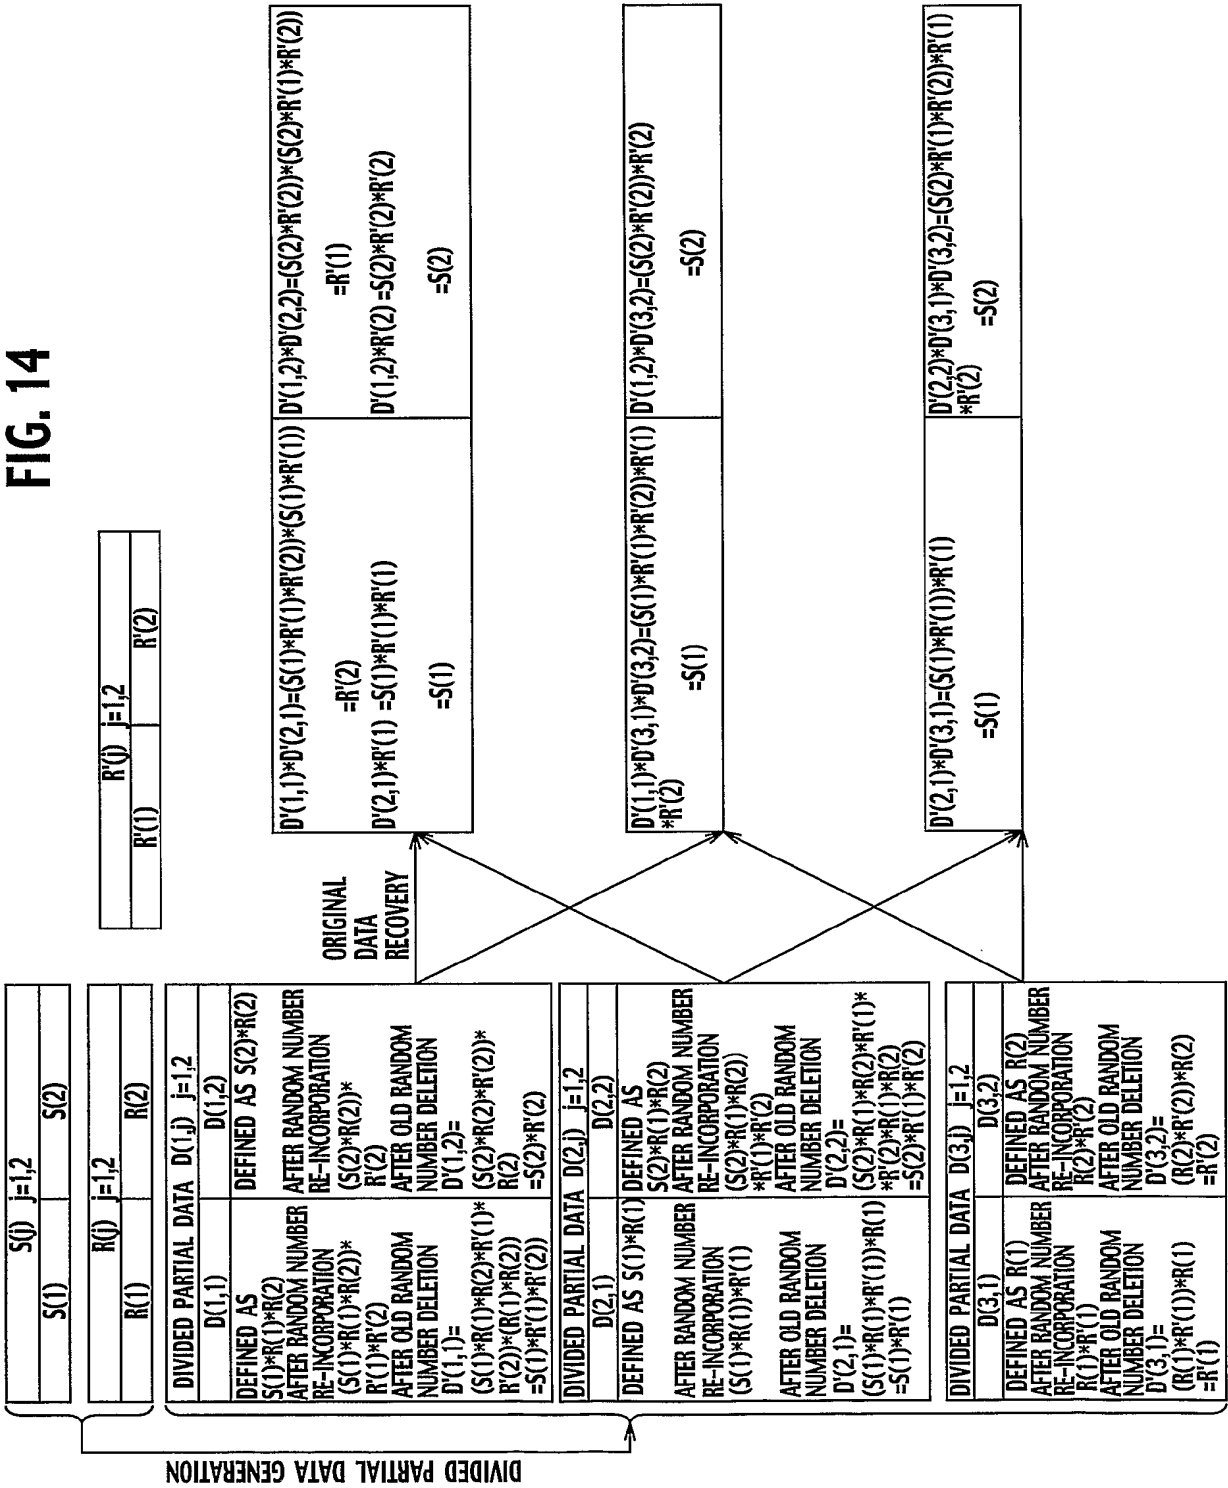 FIG. 14
S(j) j=1,2
S(1) S(2)
R(j) j=1,2
R(1) R(2)
R'(j) j=1,2
R'(1) R'(2)
DIVIDED PARTIAL DATA GENERATION
DIVIDED PARTIAL DATA D(1,j) j=1,2
D(1,1)
DEFINED AS
S(1)*R(1)*R(2)
AFTER RANDOM NUMBER
RE-INCORPORATION
(S(1)*R(1)*R(2))*
R'(1)*R'(2)
AFTER OLD RANDOM
NUMBER DELETION
D'(1,1)=
(S(1)*R(1)*R(2)*R'(1)*
R'(2))*(R(1)*R(2))
=S(1)*R'(1)*R'(2))
D(1,2)
DEFINED AS S(2)*R(2)
AFTER RANDOM NUMBER
RE-INCORPORATION
(S(2)*R(2))*
R'(2)
AFTER OLD RANDOM
NUMBER DELETION
D'(1,2)=
(S(2)*R(2)*R'(2))*
R(2)
=S(2)*R'(2)
DIVIDED PARTIAL DATA D(2,j) j=1,2
D(2,1)
DEFINED AS S(1)*R(1)
AFTER RANDOM NUMBER
RE-INCORPORATION
(S(1)*R(1))*R'(1)
AFTER OLD RANDOM
NUMBER DELETION
D'(2,1)=
(S(1)*R(1)*R'(1))*R(1)
=S(1)*R'(1)
D(2,2)
DEFINED AS
S(2)*R(1)*R(2)
AFTER RANDOM NUMBER
RE-INCORPORATION
(S(2)*R(1)*R(2))
*R'(1)*R'(2)
AFTER OLD RANDOM
NUMBER DELETION
D'(2,2)=
(S(2)*R(1)*R(2)*R'(1)*
*R'(2)*(R(1)*R(2)
=S(2)*R'(1)*R'(2)
DIVIDED PARTIAL DATA D(3,j) j=1,2
D(3,1)
DEFINED AS R(1)
AFTER RANDOM NUMBER
RE-INCORPORATION
R(1)*R'(1)
AFTER OLD RANDOM
NUMBER DELETION
D'(3,1)=
(R(1)*R'(1))*R(1)
=R'(1)
D(3,2)
DEFINED AS R(2)
AFTER RANDOM NUMBER
RE-INCORPORATION
R(2)*R'(2)
AFTER OLD RANDOM
NUMBER DELETION
D'(3,2)=
(R(2)*R'(2))*R(2)
=R'(2)
ORIGINAL
DATA
RECOVERY
D'(1,1)*D'(2,1)=(S(1)*R'(1)*R'(2))*(S(1)*R'(1))
=R'(2)
D'(2,1)*R'(1) =S(1)*R'(1)*R'(1)
=S(1)
D'(1,2)*D'(2,2)=(S(2)*R'(2))*(S(2)*R'(1)*R'(2))
=R'(1)
D'(1,2)*R'(2) =S(2)*R'(2)*R'(2)
=S(2)
D'(1,1)*D'(3,1)*D'(3,2)=(S(1)*R'(1)*R'(2))*R'(1)
*R'(2)
=S(1)
D'(1,2)*D'(3,2)=(S(2)*R'(2))*R'(2)
=S(2)
D'(2,1)*D'(3,1)=(S(1)*R'(1))*R'(1)
=S(1)
D'(2,2)*D'(3,1)*D'(3,2)=(S(2)*R'(1)*R'(2))*R'(1)
*R'(2)
=S(2)